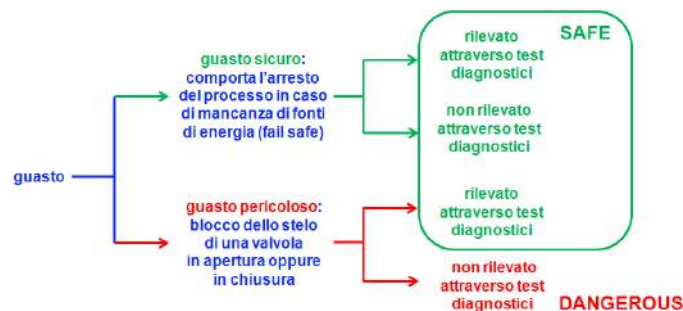 guasto
guasto sicuro:
comporta l'arresto
del processo in caso
di mancanza di fonti
di energia (fail safe)
guasto pericoloso:
blocco dello stelo
di una valvola
in apertura oppure
in chiusura
SAFE
rilevato
attraverso test
diagnostici
non rilevato
attraverso test
diagnostici
rilevato
attraverso test
diagnostici
non rilevato
attraverso test
diagnostici
DANGEROUS